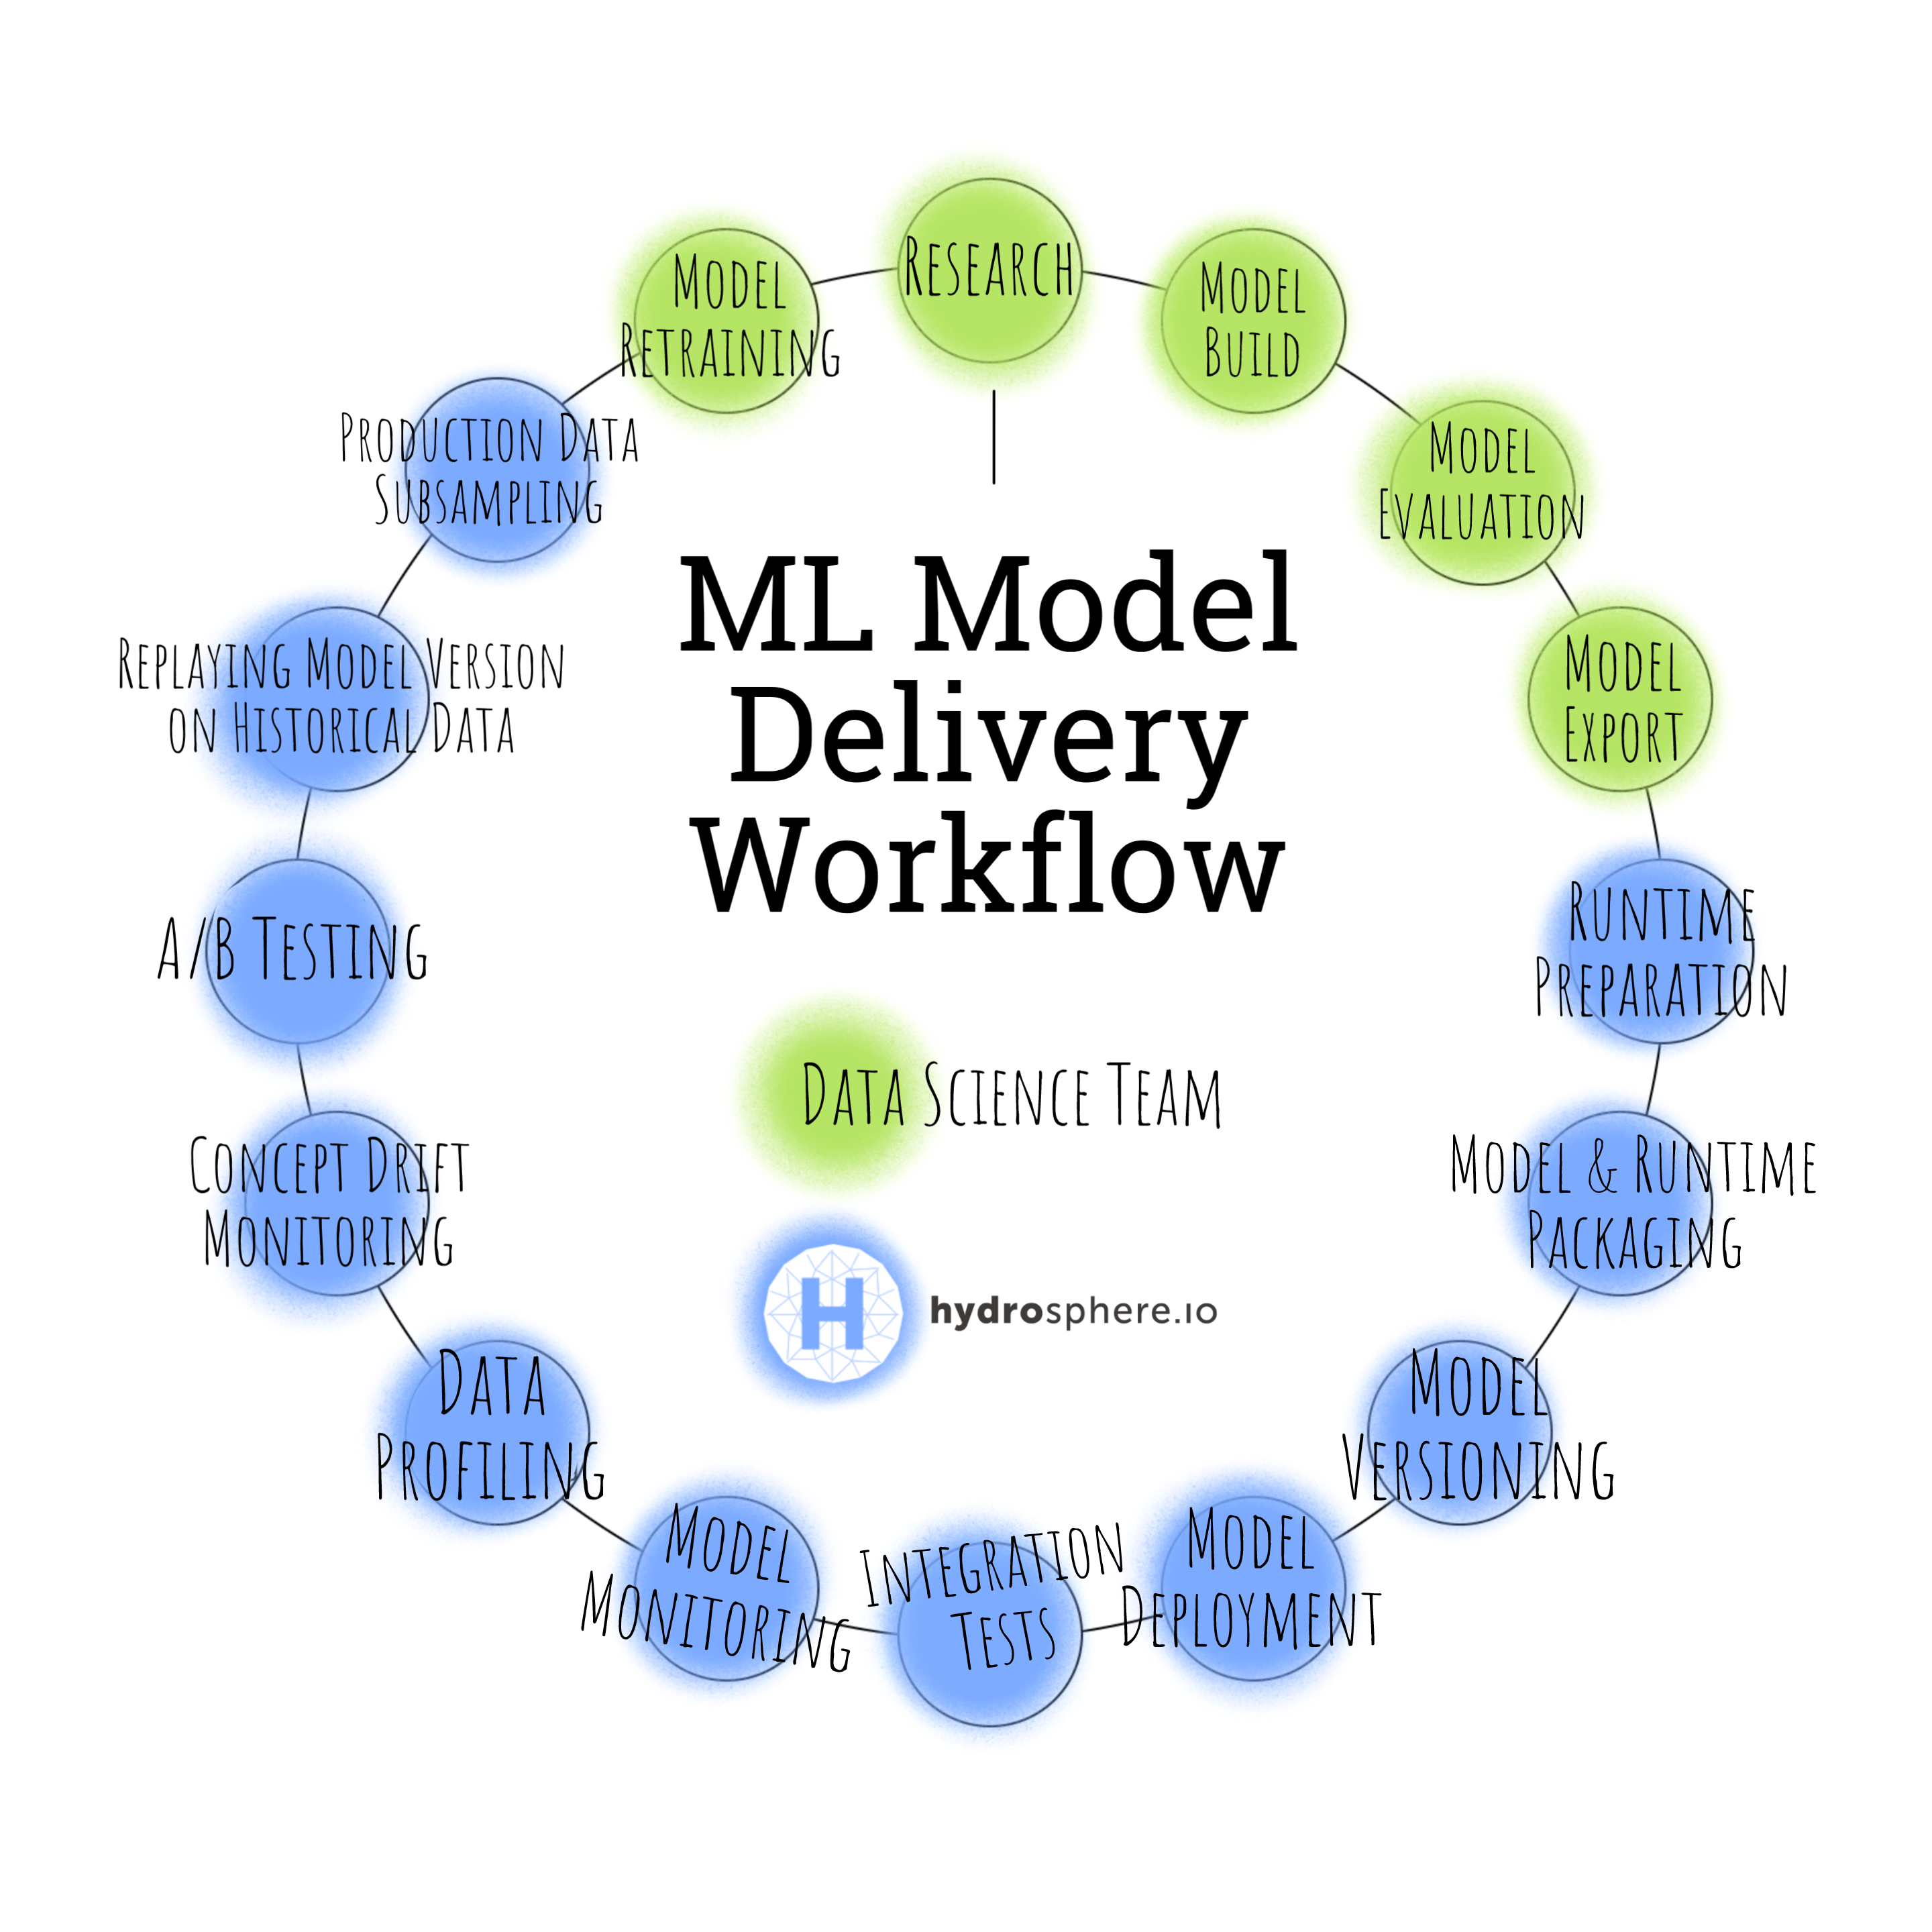 Research
Model
Build
Model
Evaluation
Model
Export
Runtime
Preparation
Model & Runtime
Packaging
Model
Versioning
Model
Deployment
Integration
Tests
Model
Monitoring
Data
Profiling
Concept Drift
Monitoring
A/B Testing
Replaying Model Version
on Historical Data
Production Data
Subsampling
Model
Retraining
ML Model
Delivery
Workflow
Data Science Team
H
hydrosphere.io